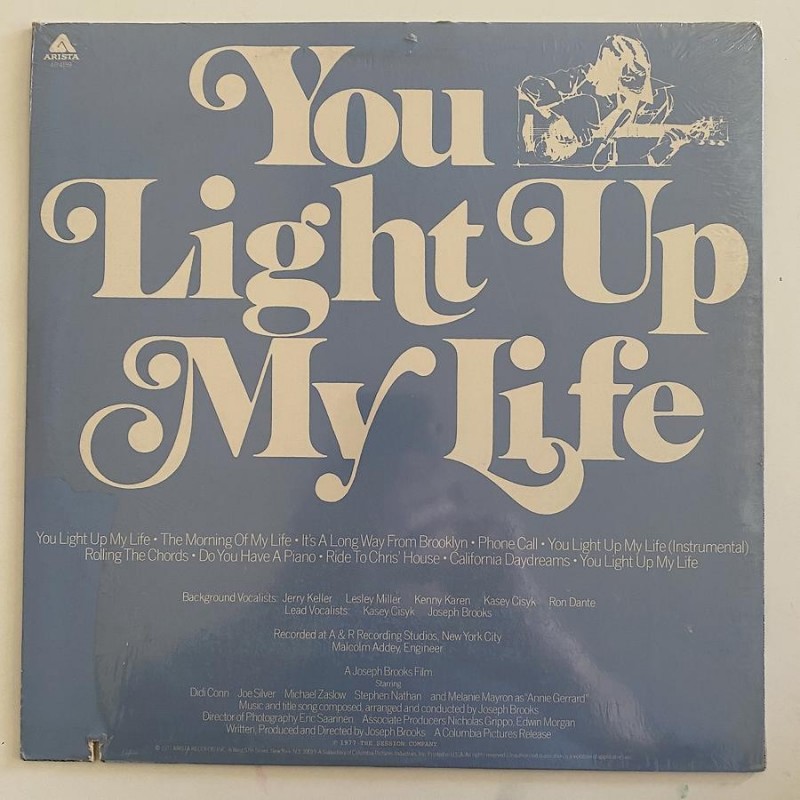 ARISTA
You
Light Up
My Life
You Light Up My Life • The Morning Of My Life • It's A Long Way From Brooklyn • Phone Call • You Light Up My Life (Instrumental)
Rolling The Chords • Do You Have A Piano • Ride To Chris' House • California Daydreams • You Light Up My Life
Background Vocalists: Jerry Keller Lesley Miller Kenny Karen Kasey Cisyk Ron Dante
Lead Vocalists: Kasey Cisyk Joseph Brooks
Recorded at A & R Recording Studios, New York City
Malcolm Addey, Engineer
A Joseph Brooks Film
Starring
Didi Conn Joe Silver Michael Zaslow Stephen Nathan and Melanie Mayron as "Annie Gerrard"
Music and title song composed, arranged and conducted by Joseph Brooks
Director of Photography Eric Saarinen Associate Producers Nicholas Grippo, Edwin Morgan
Written, Produced and Directed by Joseph Brooks A Columbia Pictures Release
© 1977 THE SESSION COMPANY